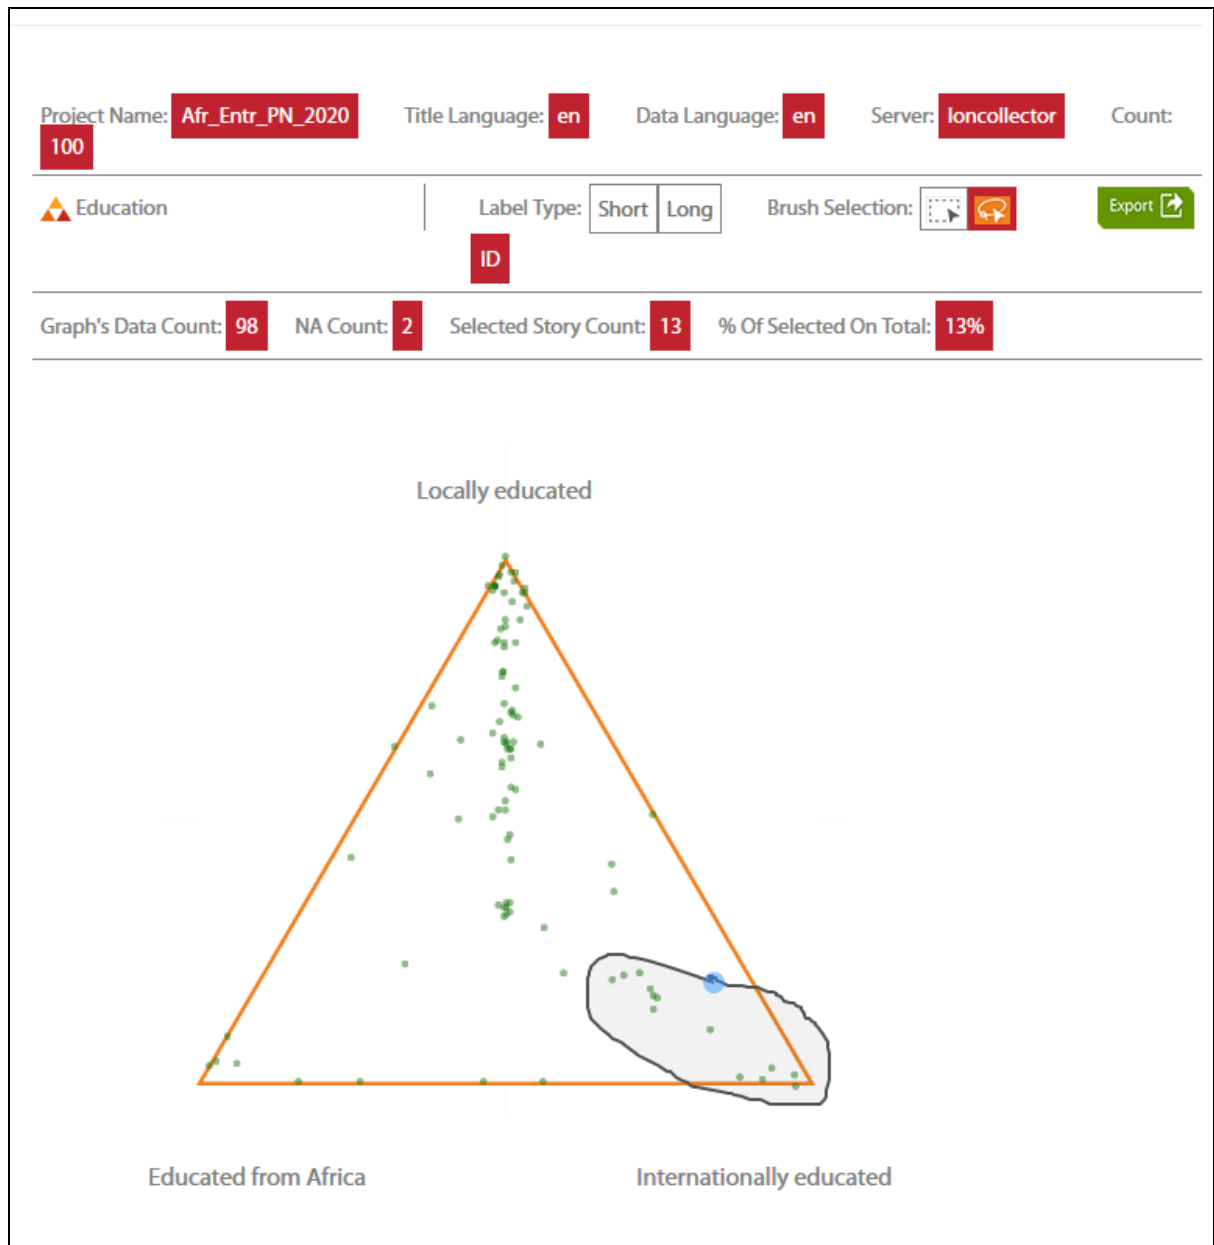 Project Name: Afr_Entr_PN_2020 Title Language: en Data Language: en Server: loncollector Count:
100
Education Label Type: Short Long Brush Selection: Export
ID
Graph's Data Count: 98 NA Count: 2 Selected Story Count: 13 % Of Selected On Total: 13%
Locally educated
Educated from Africa Internationally educated